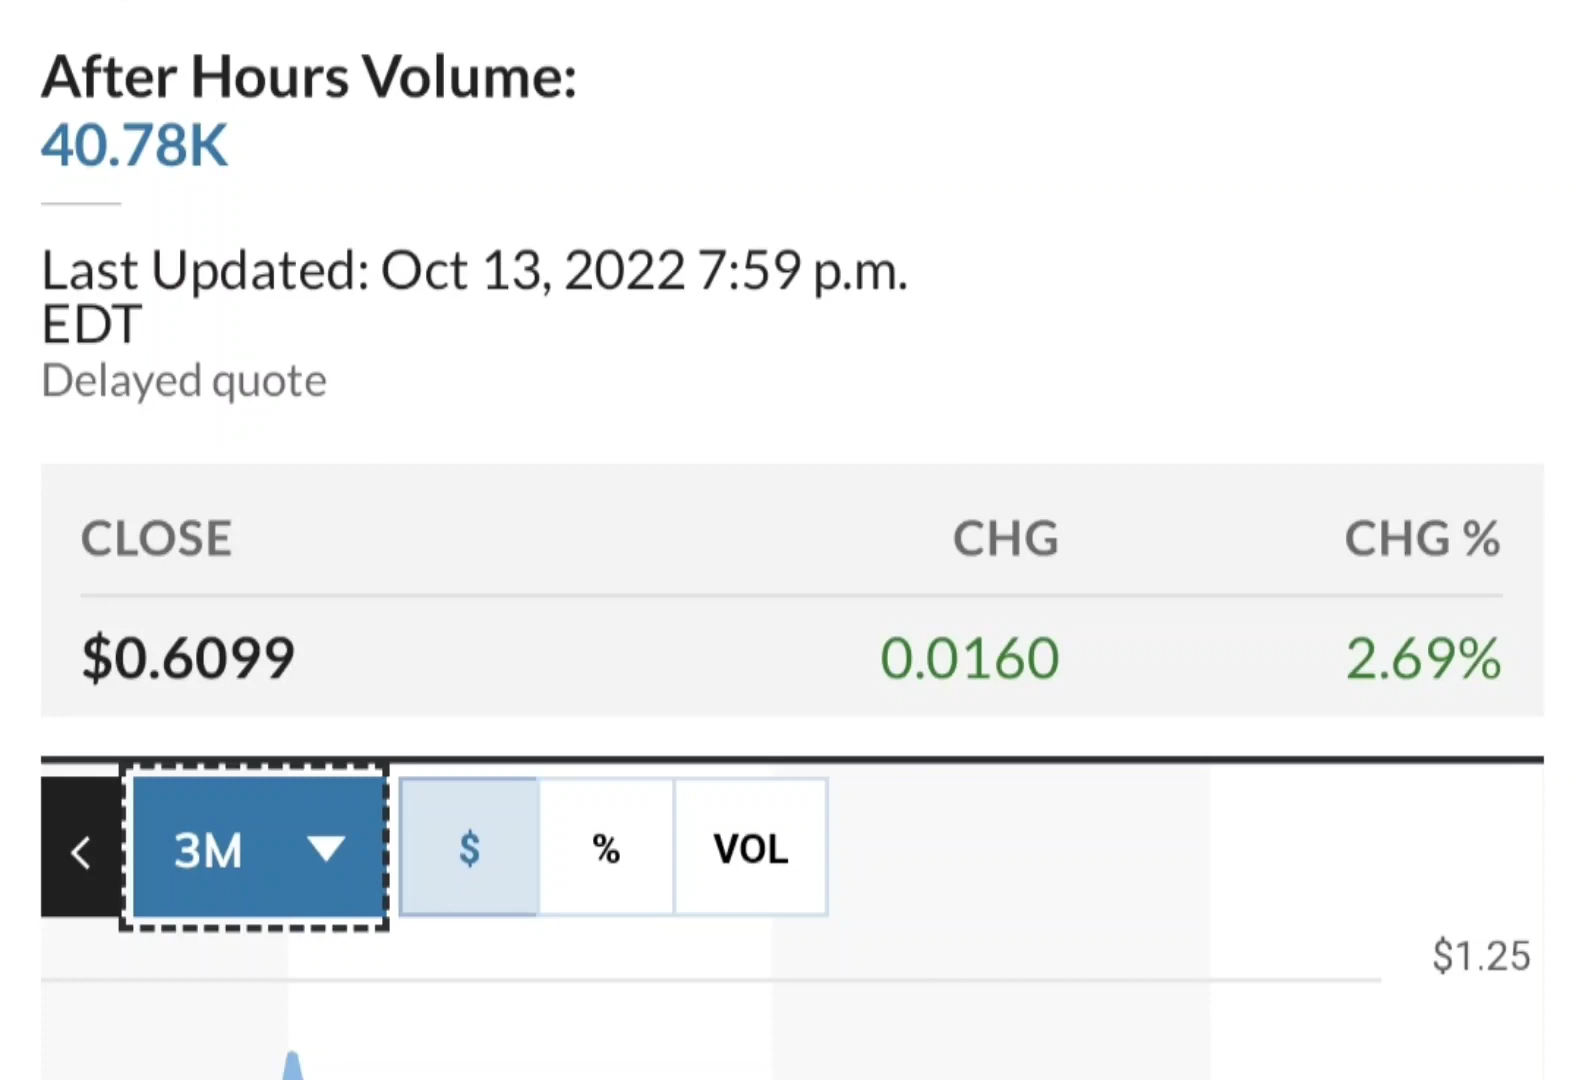 After Hours Volume:
40.78K
Last Updated: Oct 13, 2022 7:59 p.m.
EDT
Delayed quote
CLOSE CHG CHG %
$0.6099 0.0160 2.69%
3M $ % VOL
$1.25